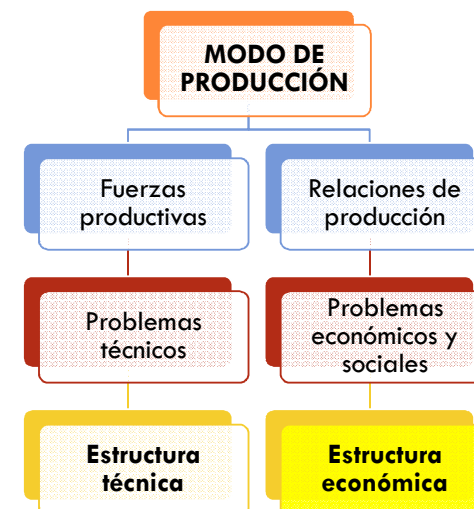 MODO DE
PRODUCCIÓN
Fuerzas
productivas
Relaciones de
producción
Problemas
técnicos
Problemas
económicos y
sociales
Estructura
técnica
Estructura
económica